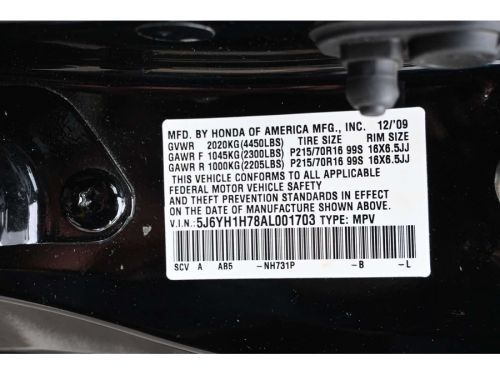 MFD. BY HONDA OF AMERICA MFG., INC. 12/'09
GVWR 2020KG(4450LBS) TIRE SIZE RIM SIZE
GAWR F 1045KG(2300LBS) P215/70R16 99S 16X6.5JJ
GAWR R 1000KG(2205LBS) P215/70R16 99S 16X6.5JJ
THIS VEHICLE CONFORMS TO ALL APPLICABLE
FEDERAL MOTOR VEHICLE SAFETY
AND THEFT PREVENTION STANDARDS IN EFFECT
ON THE DATE OF MANUFACTURE SHOWN ABOVE.
V.I.N.: 5J6YH1H78AL001703 TYPE: MPV
SCV A AB5 -NH731P -B -L